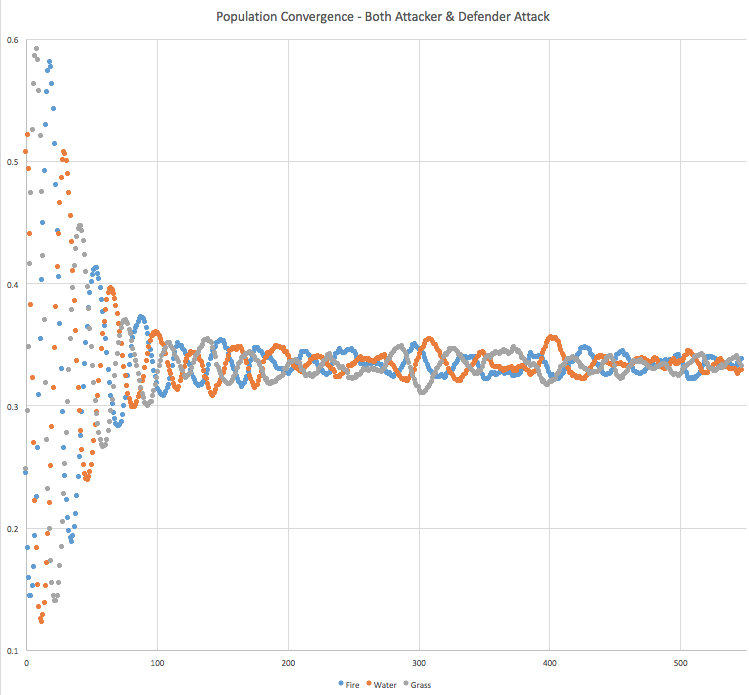 Population Convergence - Both Attacker & Defender Attack
0.6
0.5
0.4
0.3
0.2
0.1
0 100 200 300 400 500
Fire Water Grass